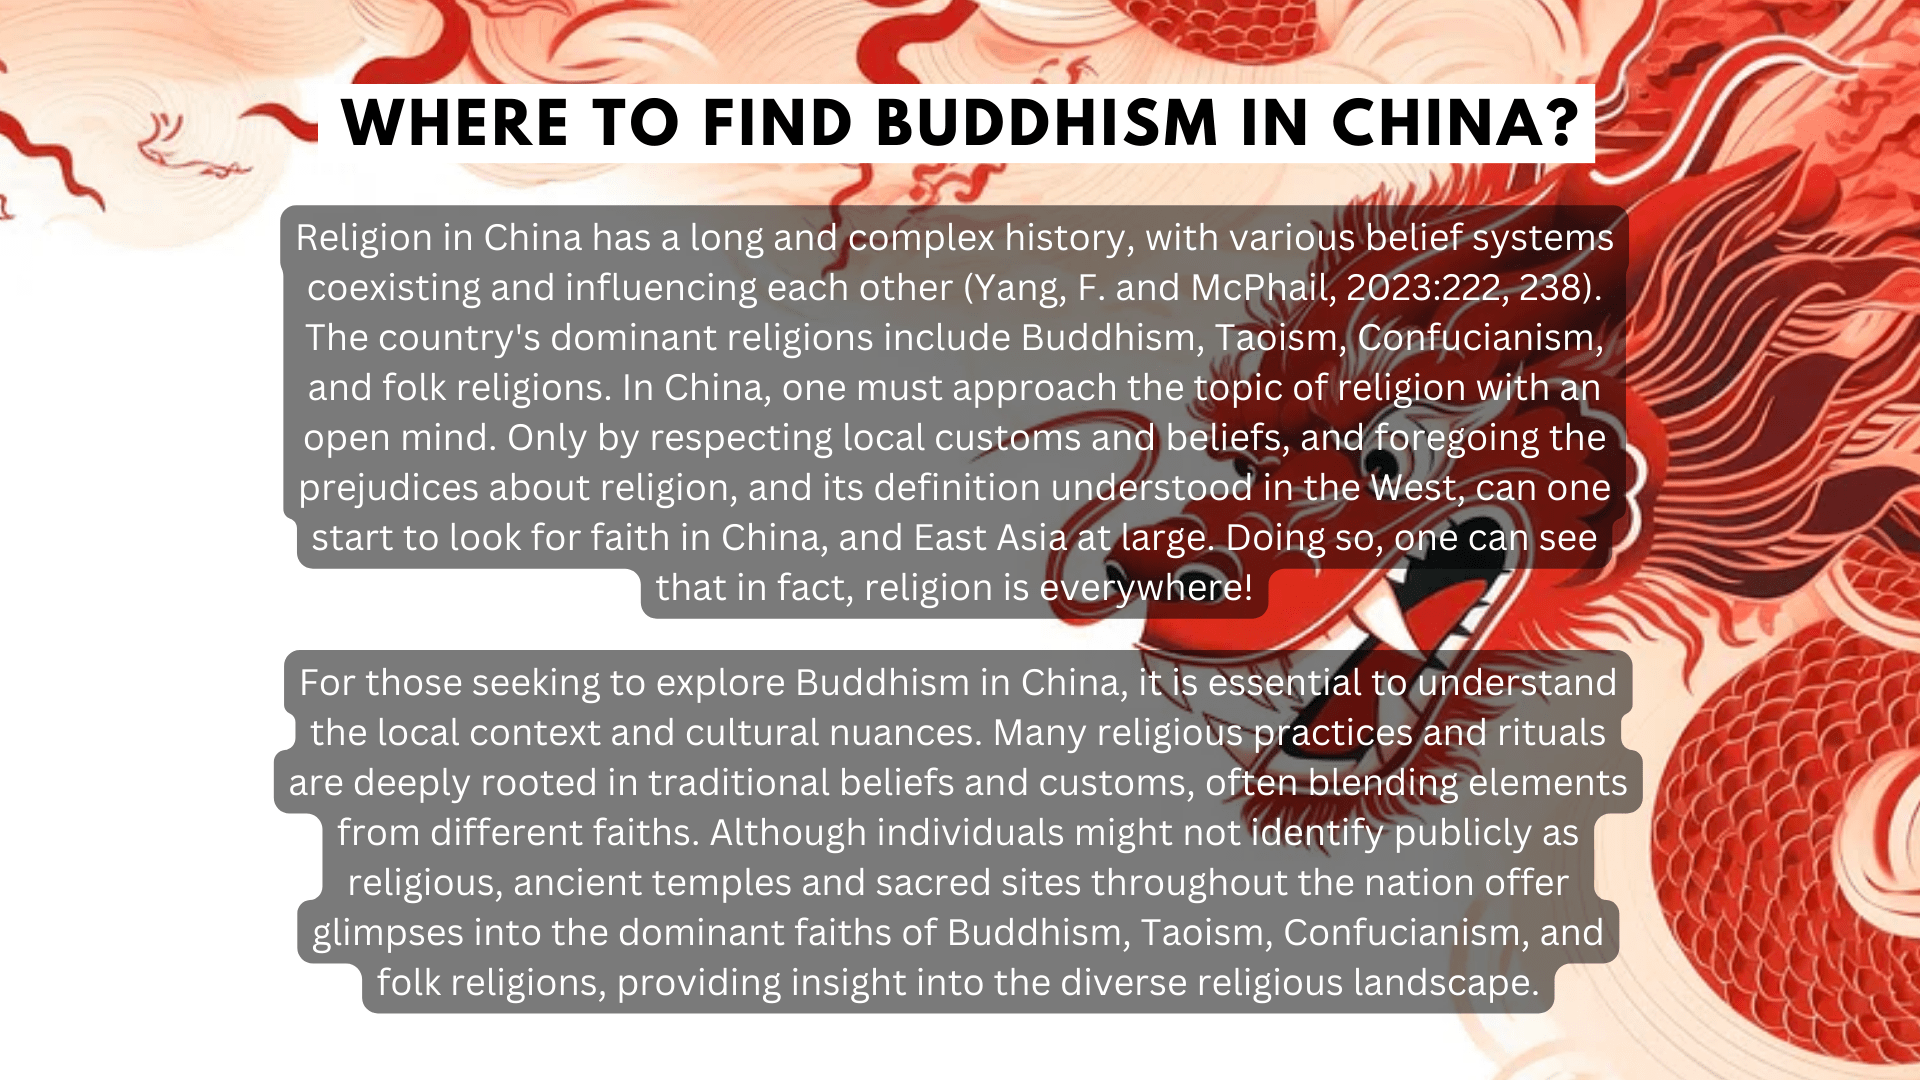 WHERE TO FIND BUDDHISM IN CHINA?
Religion in China has a long and complex history, with various belief systems
coexisting and influencing each other (Yang, F. and McPhail, 2023:222, 238).
The country's dominant religions include Buddhism, Taoism, Confucianism,
and folk religions. In China, one must approach the topic of religion with an
open mind. Only by respecting local customs and beliefs, and foregoing the
prejudices about religion, and its definition understood in the West, can one
start to look for faith in China, and East Asia at large. Doing so, one can see
that in fact, religion is everywhere!
For those seeking to explore Buddhism in China, it is essential to understand
the local context and cultural nuances. Many religious practices and rituals
are deeply rooted in traditional beliefs and customs, often blending elements
from different faiths. Although individuals might not identify publicly as
religious, ancient temples and sacred sites throughout the nation offer
glimpses into the dominant faiths of Buddhism, Taoism, Confucianism, and
folk religions, providing insight into the diverse religious landscape.